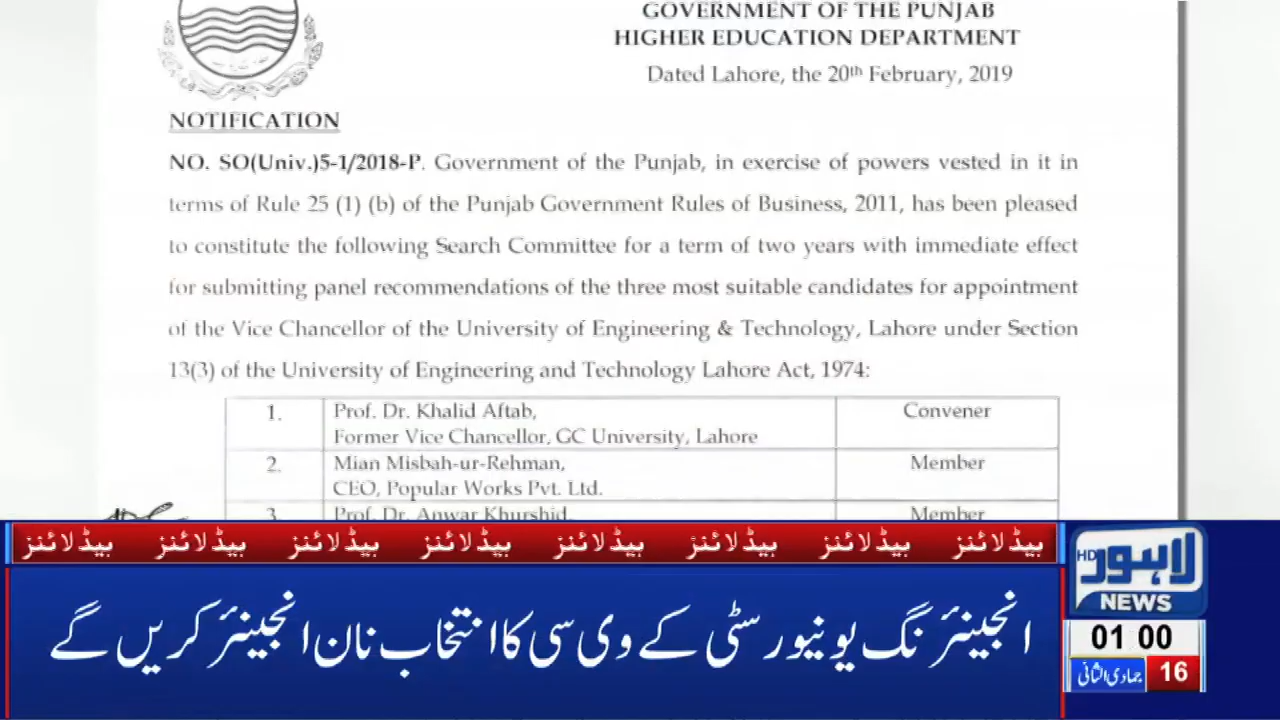 GOVERNMENT OF THE PUNJAB
HIGHER EDUCATION DEPARTMENT
Dated Lahore, the 20th February, 2019
NOTIFICATION
NO. SO(Univ.)5-1/2018-P. Government of the Punjab, in exercise of powers vested in it in
terms of Rule 25 (1) (b) of the Punjab Government Rules of Business, 2011, has been pleased
to constitute the following Search Committee for a term of two years with immediate effect
for submitting panel recommendations of the three most suitable candidates for appointment
of the Vice Chancellor of the University of Engineering & Technology, Lahore under Section
13(3) of the University of Engineering and Technology Lahore Act, 1974:
1. Prof. Dr. Khalid Aftab, Convener
Former Vice Chancellor, GC University, Lahore
2. Mian Misbah-ur-Rehman, Member
CEO, Popular Works Pvt. Ltd.
3. Prof. Dr. Anwar Khurshid, Member
ہیڈلائنز ہیڈلائنز ہیڈلائنز ہیڈلائنز ہیڈلائنز ہیڈلائنز ہیڈلائنز ہیڈلائنز
انجینئرنگ یونیورسٹی کے وی سی کا انتخاب نان انجینئر کریں گے
لاہور HD
NEWS
01 00
16 جمادی الثانی